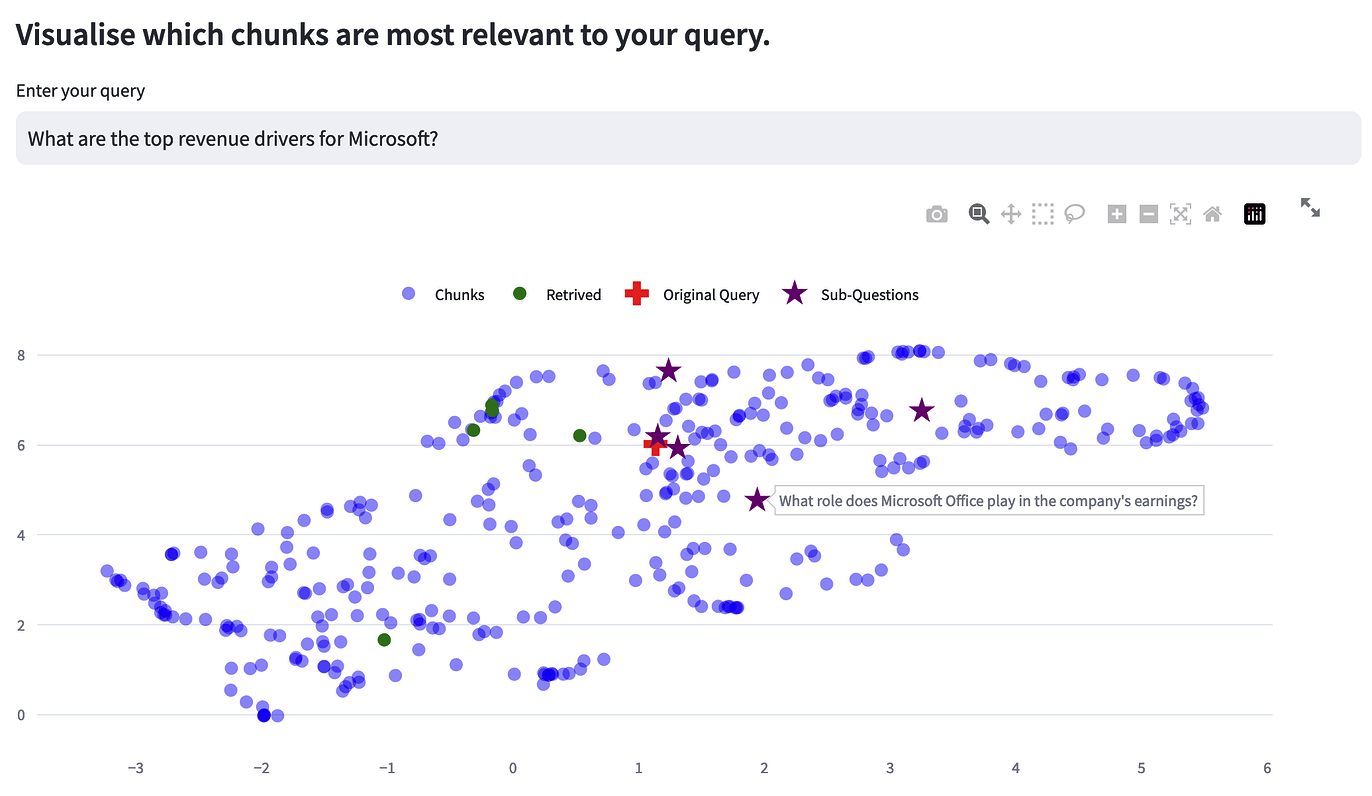 Visualise which chunks are most relevant to your query.
Enter your query
What are the top revenue drivers for Microsoft?
Chunks Retrived Original Query Sub-Questions
8
6
What role does Microsoft Office play in the company's earnings?
4
2
0
−3 −2 −1 0 1 2 3 4 5 6